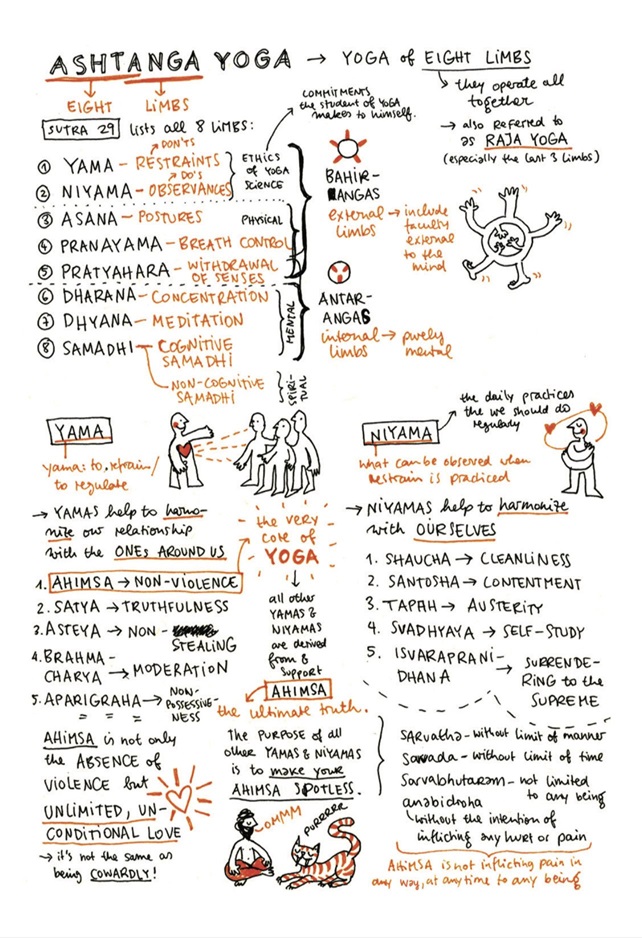 ASHTANGA YOGA → YOGA of EIGHT LIMBS
EIGHT LIMBS
they operate all
together
→ also referred to
as RAJA YOGA
(especially the last 3 limbs)
COMMITMENTS
the student of YOGA
makes to himself.
SUTRA 29 lists all 8 LIMBS:
DON'TS
① YAMA – RESTRAINTS
DO'S
② NIYAMA – OBSERVANCES
ETHICS
of YOGA
SCIENCE
③ ASANA – POSTURES
④ PRANAYAMA – BREATH CONTROL
⑤ PRATYAHARA – WITHDRAWAL
OF SENSES
PHYSICAL
⑥ DHARANA – CONCENTRATION
⑦ DHYANA – MEDITATION
⑧ SAMADHI – COGNITIVE
SAMADHI
NON-COGNITIVE
SAMADHI
MENTAL
SPIRI-
TUAL
BAHIR-
ANGAS
external → include
limbs faculty
external
to the
mind
ANTAR-
ANGAS
internal → purely
limbs mental
YAMA
yama: to refrain/
to regulate
→ YAMAS help to harmo-
nize our relationship
with the ONES AROUND US
1. AHIMSA → NON-VIOLENCE
2. SATYA → TRUTHFULNESS
3. ASTEYA → NON-
STEALING
4. BRAHMA-
CHARYA → MODERATION
5. APARIGRAHA → NON-
POSSESSIVE-
NESS
the very
core of
YOGA
all other
YAMAS &
NIYAMAS
are derived
from &
support
AHIMSA
the ultimate truth.
NIYAMA
the daily practices
the we should do
regulary
what can be observed when
restrain is practiced
→ NIYAMAS help to harmonize
with OURSELVES
1. SHAUCHA → CLEANLINESS
2. SANTOSHA → CONTENTMENT
3. TAPAH → AUSTERITY
4. SVADHYAYA → SELF-STUDY
5. ISVARAPRANI-
DHANA → SURRENDE-
RING to the
SUPREME
AHIMSA is not only
the ABSENCE of
VIOLENCE but
UNLIMITED, UN-
CONDITIONAL LOVE
→ it's not the same as
being COWARDLY!
The PURPOSE of all
other YAMAS & NIYAMAS
is to make your
AHIMSA SPOTLESS.
OMMM
PURRRRR
Sarvatha – without limit of manner
Sarvada – without limit of time
Sarvabhutanam – not limited
to any being
anabidroha
without the intention of
inflicting any hurt or pain
AHIMSA is not inflicting pain in
any way, at any time to any being